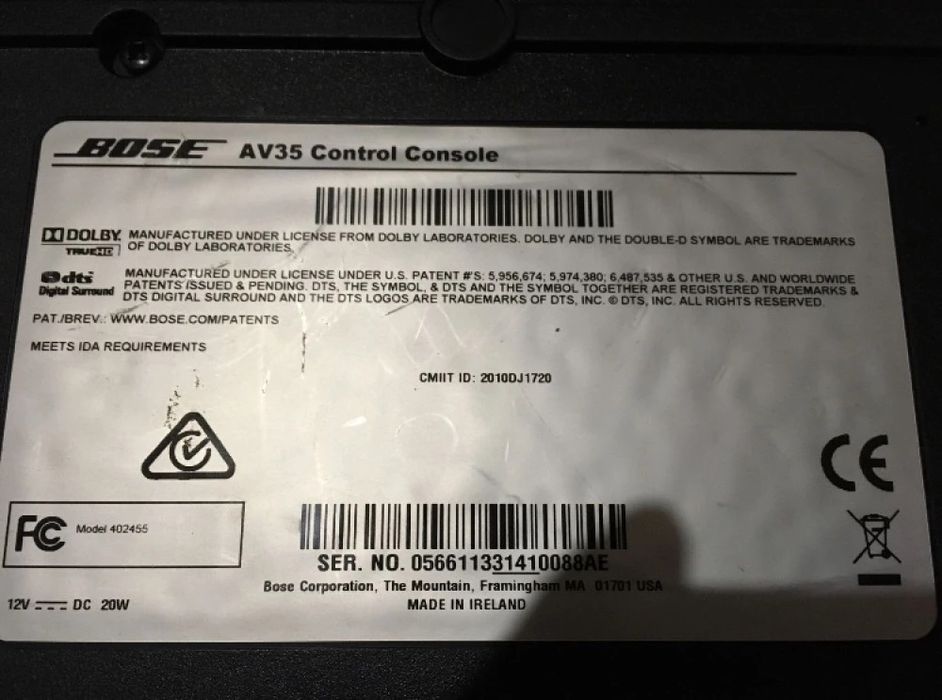 BOSE AV35 Control Console
DOLBY TRUEHD
MANUFACTURED UNDER LICENSE FROM DOLBY LABORATORIES. DOLBY AND THE DOUBLE-D SYMBOL ARE TRADEMARKS
OF DOLBY LABORATORIES.
dts Digital Surround
MANUFACTURED UNDER LICENSE UNDER U.S. PATENT #'S: 5,956,674; 5,974,380; 6,487,535 & OTHER U.S. AND WORLDWIDE
PATENTS ISSUED & PENDING. DTS, THE SYMBOL, & DTS AND THE SYMBOL TOGETHER ARE REGISTERED TRADEMARKS &
DTS DIGITAL SURROUND AND THE DTS LOGOS ARE TRADEMARKS OF DTS, INC. © DTS, INC. ALL RIGHTS RESERVED.
PAT./BREV.: WWW.BOSE.COM/PATENTS
MEETS IDA REQUIREMENTS
CMIIT ID: 2010DJ1720
CE
FC Model 402455
SER. NO. 056611331410088AE
Bose Corporation, The Mountain, Framingham MA 01701 USA
12V DC 20W
MADE IN IRELAND